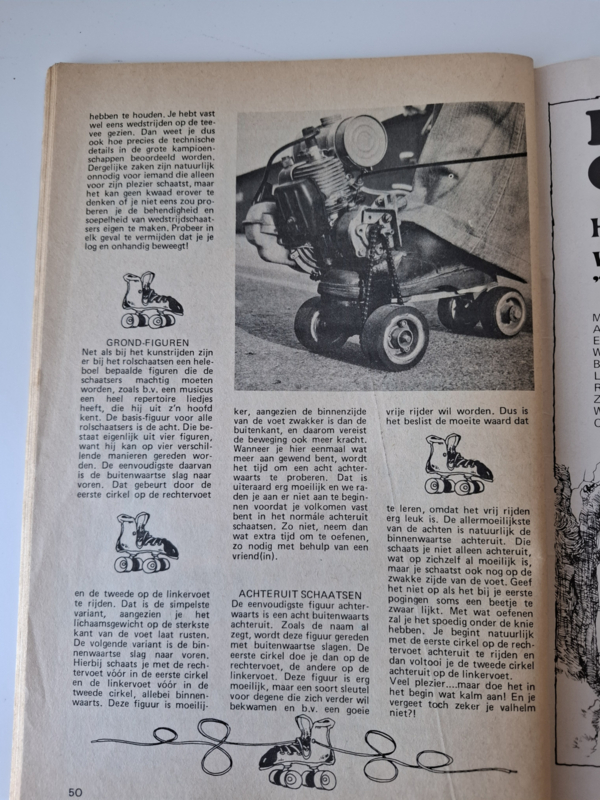 hebben te houden. Je hebt vast
wel eens wedstrijden op de tee-
vee gezien. Dan weet je dus
ook hoe precies de technische
details in de grote kampioen-
schappen beoordeeld worden.
Dergelijke zaken zijn natuurlijk
onnodig voor iemand die alleen
voor zijn plezier schaatst, maar
het kan geen kwaad erover te
denken of je niet eens zou pro-
beren je de behendigheid en
soepelheid van wedstrijdschaat-
sers eigen te maken. Probeer in
elk geval te vermijden dat je je
log en onhandig beweegt!
GROND-FIGUREN
Net als bij het kunstrijden zijn
er bij het rolschaatsen een hele-
boel bepaalde figuren die de
schaatsers machtig moeten
worden, zoals b.v. een musicus
een heel repertoire liedjes
heeft, die hij uit z'n hoofd
kent. De basis-figuur voor alle
rolschaatsers is de acht. Die be-
staat eigenlijk uit vier figuren,
want hij kan op vier verschil-
lende manieren gereden wor-
den. De eenvoudigste daarvan
is de buitenwaartse slag naar
voren. Dat gebeurt door de
eerste cirkel op de rechtervoet
en de tweede op de linkervoet
te rijden. Dat is de simpelste
variant, aangezien je het
lichaamsgewicht op de sterkste
kant van de voet laat rusten.
De volgende variant is de bin-
nenwaartse slag naar voren.
Hierbij schaats je met de rech-
tervoet vóór in de eerste cirkel
en de linkervoet vóór in de
tweede cirkel, allebei binnen-
waarts. Deze figuur is moeilij-
ker, aangezien de binnenzijde
van de voet zwakker is dan de
buitenkant, en daarom vereist
de beweging ook meer kracht.
Wanneer je hier eenmaal wat
meer aan gewend bent, wordt
het tijd om een acht achter-
waarts te proberen. Dat is
uiteraard erg moeilijk en we ra-
den je aan er niet aan te begin-
nen voordat je volkomen vast
bent in het normále achteruit
schaatsen. Zo niet, neem dan
wat extra tijd om te oefenen,
zo nodig met behulp van een
vriend(in).
ACHTERUIT SCHAATSEN
De eenvoudigste figuur achter-
waarts is een acht buitenwaarts
achteruit. Zoals de naam al
zegt, wordt deze figuur gereden
met buitenwaartse slagen. De
eerste cirkel doe je dan op de
rechtervoet, de andere op de
linkervoet. Deze figuur is erg
moeilijk, maar een soort sleutel
voor degene die zich verder wil
bekwamen en b.v. een goeie
vrije rijder wil worden. Dus is
het beslist de moeite waard dat
te leren, omdat het vrij rijden
erg leuk is. De allermoeilijkste
van de achten is natuurlijk de
binnenwaartse achteruit. Die
schaats je niet alleen achteruit,
wat op zichzelf al moeilijk is,
maar je schaatst ook nog op de
zwakke zijde van de voet. Geef
het niet op als het bij je eerste
pogingen soms een beetje te
zwaar lijkt. Met wat oefenen
zal je het spoedig onder de knie
hebben. Je begint natuurlijk
met de eerste cirkel op de rech-
tervoet achteruit te rijden en
dan voltooi je de tweede cirkel
achteruit op de linkervoet.
Veel plezier....maar doe het in
het begin wat kalm aan! En je
vergeet toch zeker je valhelm
niet?!
50